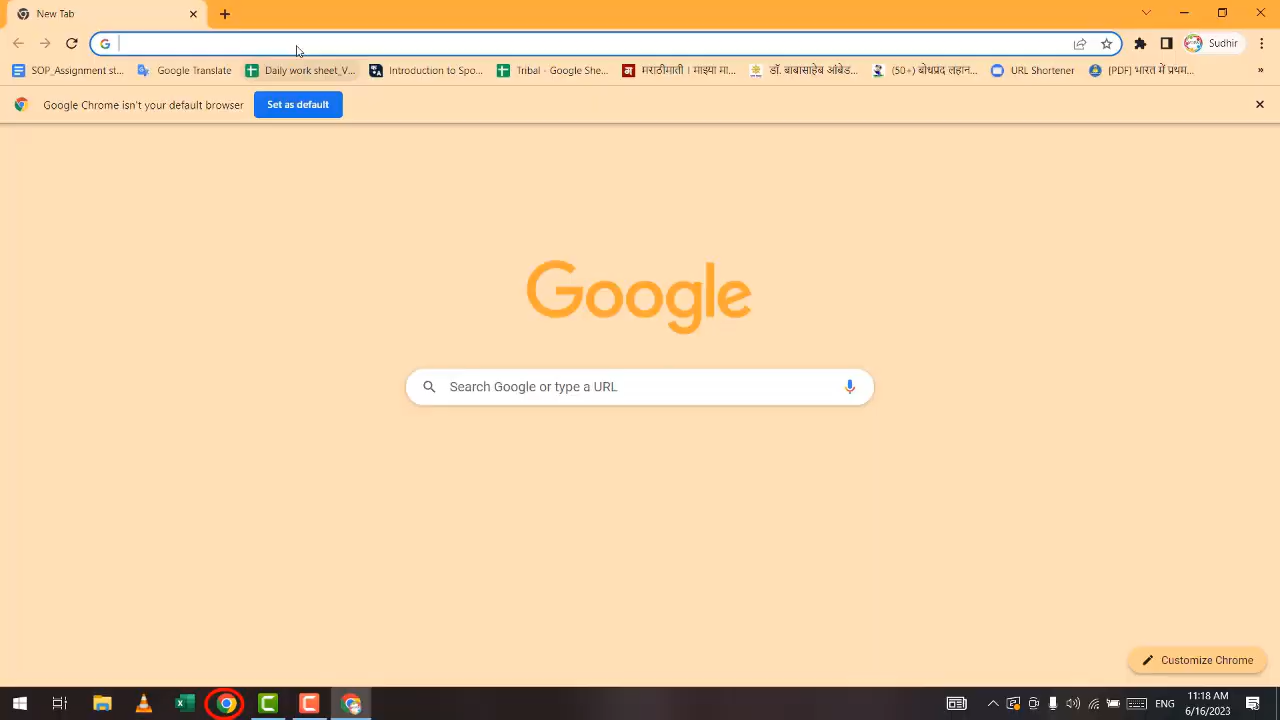 New Tab
Sudhir
SOP_Assignment st...
Google Translate
Daily work sheet_V...
Introduction to Spo...
Tribal - Google She...
मराठीमाती । माझ्या मा...
डॉ. बाबासाहेब आंबेड...
(50+) बोधप्रद लहान...
URL Shortener
[PDF] भारत में प्रथम...
»
Google Chrome isn't your default browser
Set as default
Google
Search Google or type a URL
Customize Chrome
ENG
11:18 AM
6/16/2023